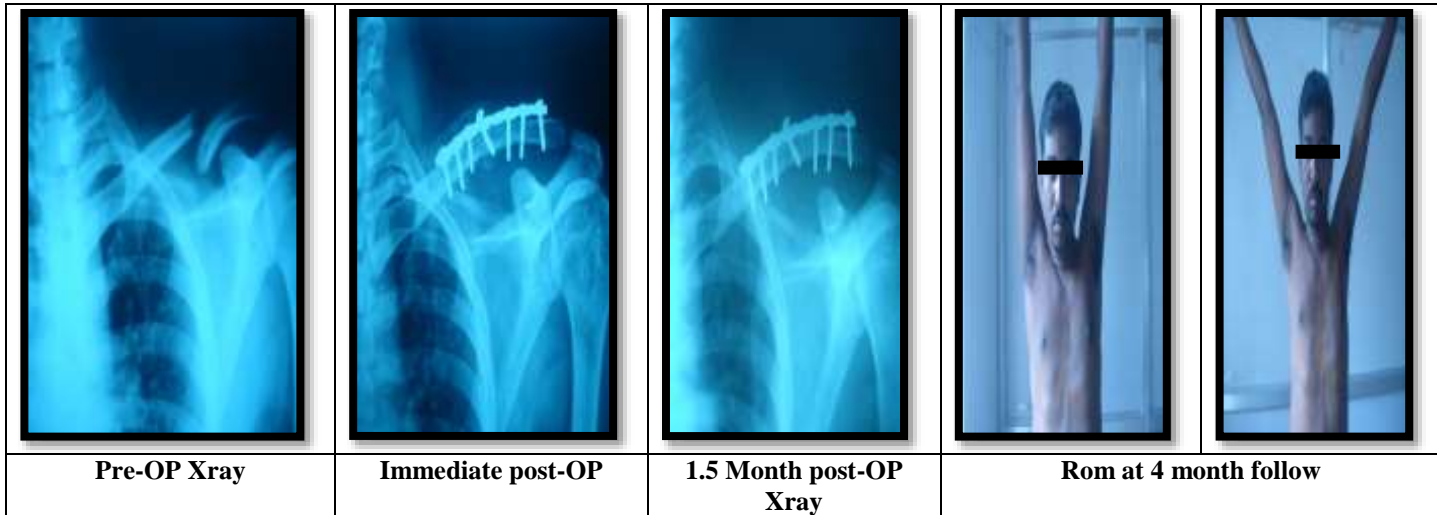 Pre-OP Xray
Immediate post-OP
1.5 Month post-OP
Xray
Rom at 4 month follow